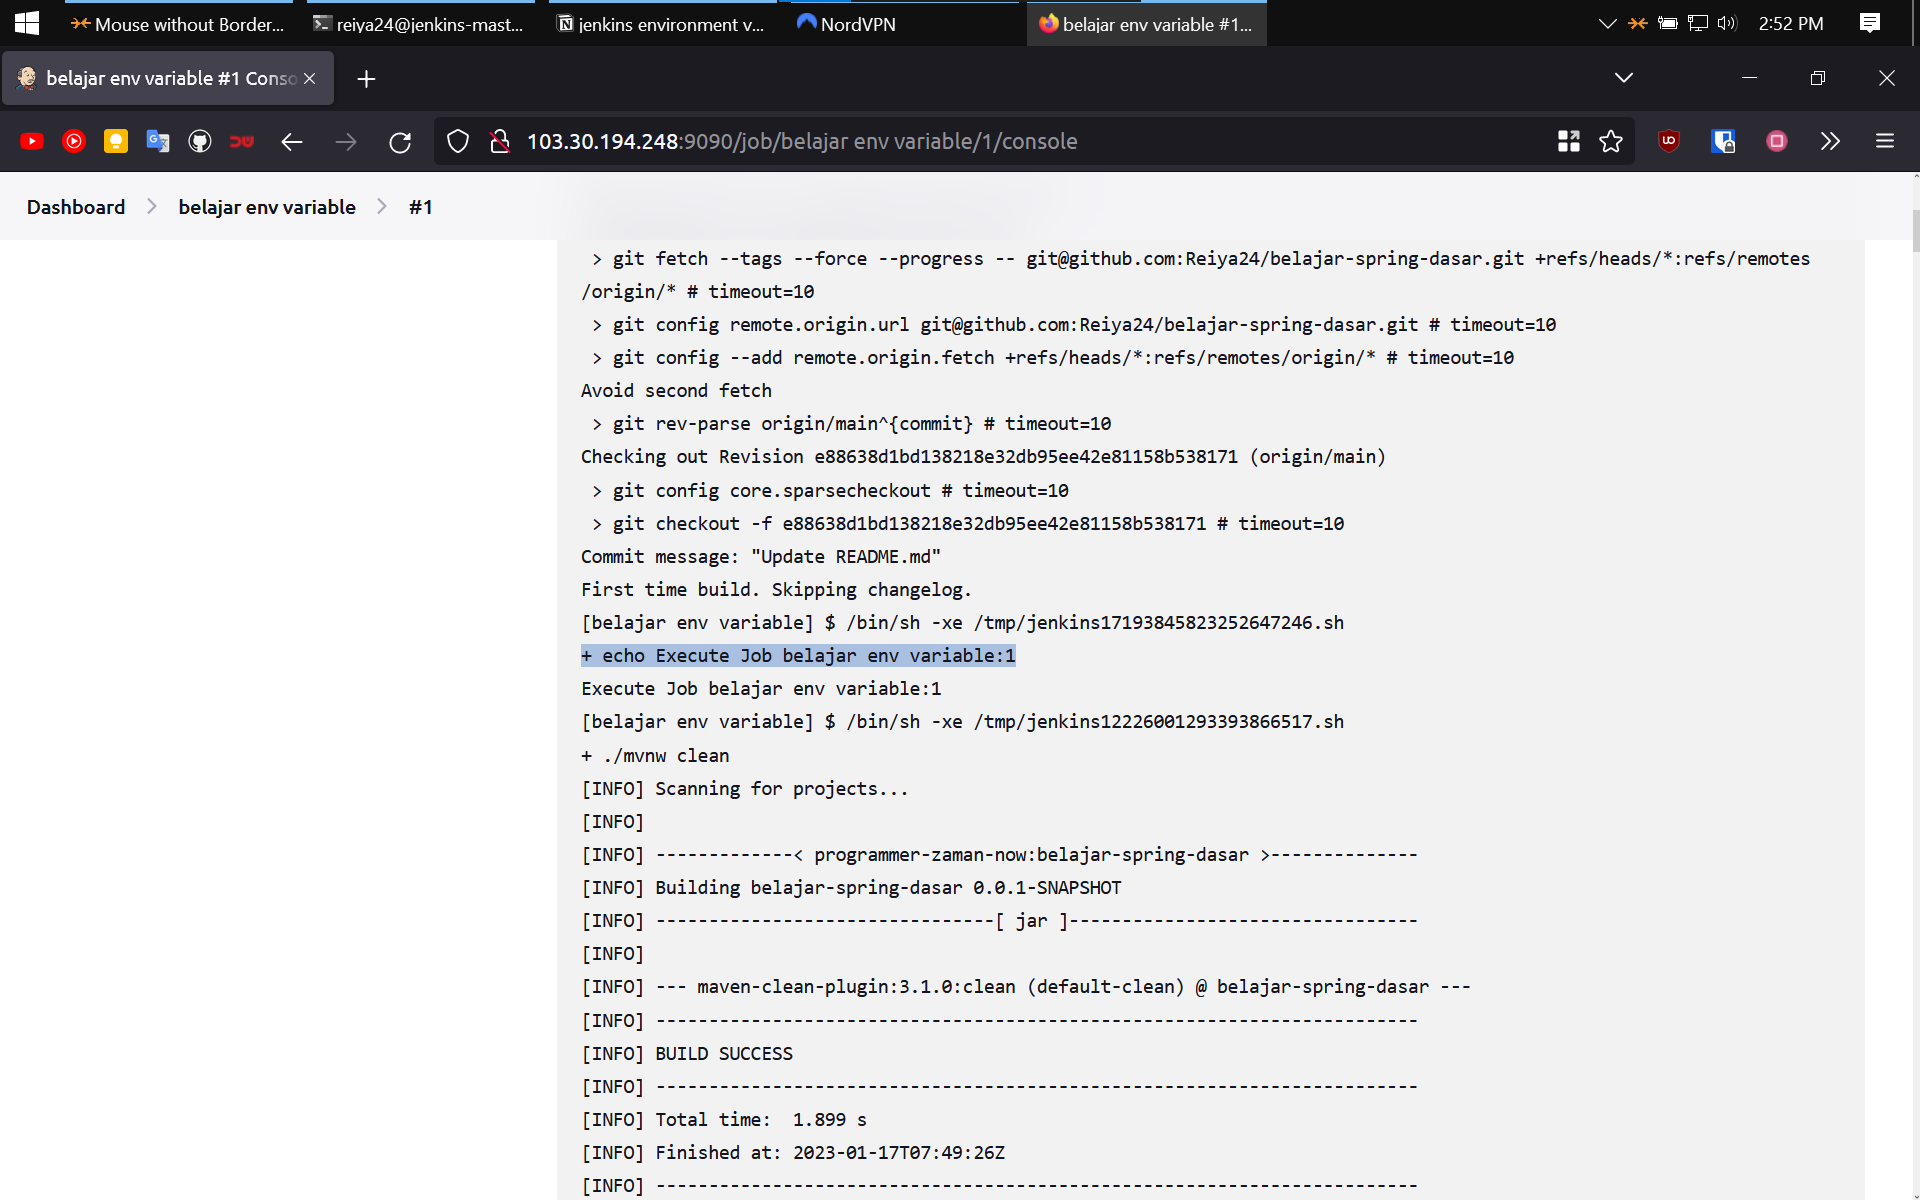 Mouse without Border...
reiya24@jenkins-mast...
jenkins environment v...
NordVPN
belajar env variable #1...
2:52 PM
belajar env variable #1 Conso
103.30.194.248:9090/job/belajar env variable/1/console
Dashboard
belajar env variable
#1
> git fetch --tags --force --progress -- git@github.com:Reiya24/belajar-spring-dasar.git +refs/heads/*:refs/remotes
/origin/* # timeout=10
> git config remote.origin.url git@github.com:Reiya24/belajar-spring-dasar.git # timeout=10
> git config --add remote.origin.fetch +refs/heads/*:refs/remotes/origin/* # timeout=10
Avoid second fetch
> git rev-parse origin/main^{commit} # timeout=10
Checking out Revision e88638d1bd138218e32db95ee42e81158b538171 (origin/main)
> git config core.sparsecheckout # timeout=10
> git checkout -f e88638d1bd138218e32db95ee42e81158b538171 # timeout=10
Commit message: "Update README.md"
First time build. Skipping changelog.
[belajar env variable] $ /bin/sh -xe /tmp/jenkins17193845823252647246.sh
+ echo Execute Job belajar env variable:1
Execute Job belajar env variable:1
[belajar env variable] $ /bin/sh -xe /tmp/jenkins12226001293393866517.sh
+ ./mvnw clean
[INFO] Scanning for projects...
[INFO]
[INFO] -------------< programmer-zaman-now:belajar-spring-dasar >--------------
[INFO] Building belajar-spring-dasar 0.0.1-SNAPSHOT
[INFO] --------------------------------[ jar ]---------------------------------
[INFO]
[INFO] --- maven-clean-plugin:3.1.0:clean (default-clean) @ belajar-spring-dasar ---
[INFO] ------------------------------------------------------------------------
[INFO] BUILD SUCCESS
[INFO] ------------------------------------------------------------------------
[INFO] Total time:  1.899 s
[INFO] Finished at: 2023-01-17T07:49:26Z
[INFO] ------------------------------------------------------------------------